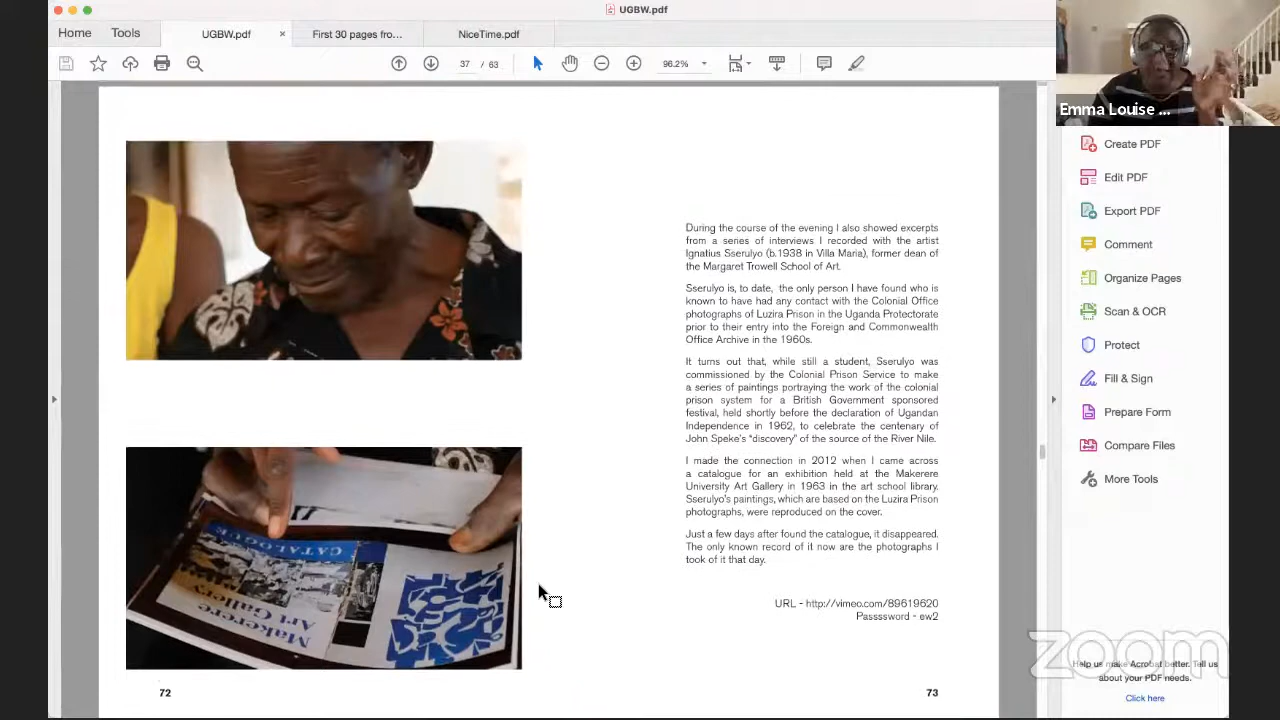 UGBW.pdf
Home
Tools
UGBW.pdf
×
First 30 pages fro...
NiceTime.pdf
37 / 63
96.2%
Emma Louise ...
Create PDF
Edit PDF
Export PDF
Comment
Organize Pages
Scan & OCR
Protect
Fill & Sign
Prepare Form
Compare Files
More Tools
Help us make Acrobat better. Tell us
about your PDF needs.
Click here
zoom
CATALOGUE
Makerere
Art Gallery
72
During the course of the evening I also showed excerpts
from a series of interviews I recorded with the artist
Ignatius Sserulyo (b.1938 in Villa Maria), former dean of
the Margaret Trowell School of Art.
Sserulyo is, to date, the only person I have found who is
known to have had any contact with the Colonial Office
photographs of Luzira Prison in the Uganda Protectorate
prior to their entry into the Foreign and Commonwealth
Office Archive in the 1960s.
It turns out that, while still a student, Sserulyo was
commissioned by the Colonial Prison Service to make
a series of paintings portraying the work of the colonial
prison system for a British Government sponsored
festival, held shortly before the declaration of Ugandan
Independence in 1962, to celebrate the centenary of
John Speke's "discovery" of the source of the River Nile.
I made the connection in 2012 when I came across
a catalogue for an exhibition held at the Makerere
University Art Gallery in 1963 in the art school library.
Sserulyo's paintings, which are based on the Luzira Prison
photographs, were reproduced on the cover.
Just a few days after found the catalogue, it disappeared.
The only known record of it now are the photographs I
took of it that day.
URL - http://vimeo.com/89619620
Passsword - ew2
73